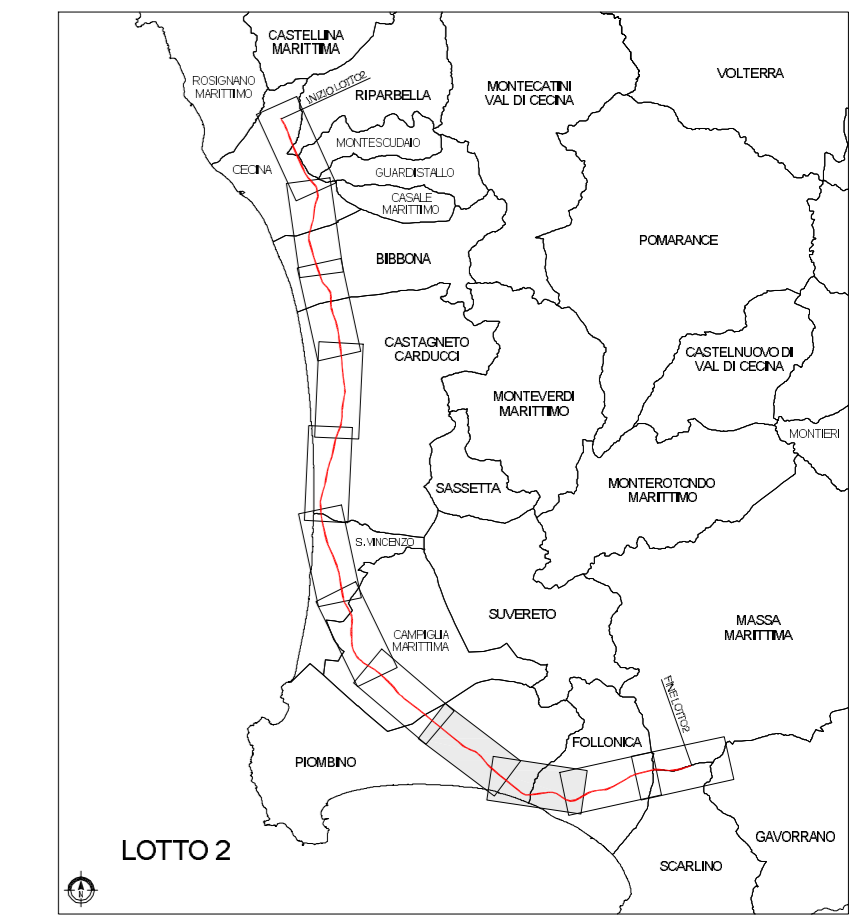 CASTELLINA
MARITTIMA
ROSIGNANO
MARITTIMO
INIZIO LOTTO2
RIPARBELLA
MONTECATINI
VAL DI CECINA
VOLTERRA
MONTESCUDAIO
CECINA
GUARDISTALLO
CASALE
MARITTIMO
BIBBONA
POMARANCE
CASTAGNETO
CARDUCCI
CASTELNUOVO DI
VAL DI CECINA
MONTEVERDI
MARITTIMO
MONTIERI
SASSETTA
MONTEROTONDO
MARITTIMO
S. VINCENZO
SUVERETO
CAMPIGLIA
MARITTIMA
MASSA
MARITTIMA
FINE LOTTO2
FOLLONICA
PIOMBINO
LOTTO 2
GAVORRANO
SCARLINO
N